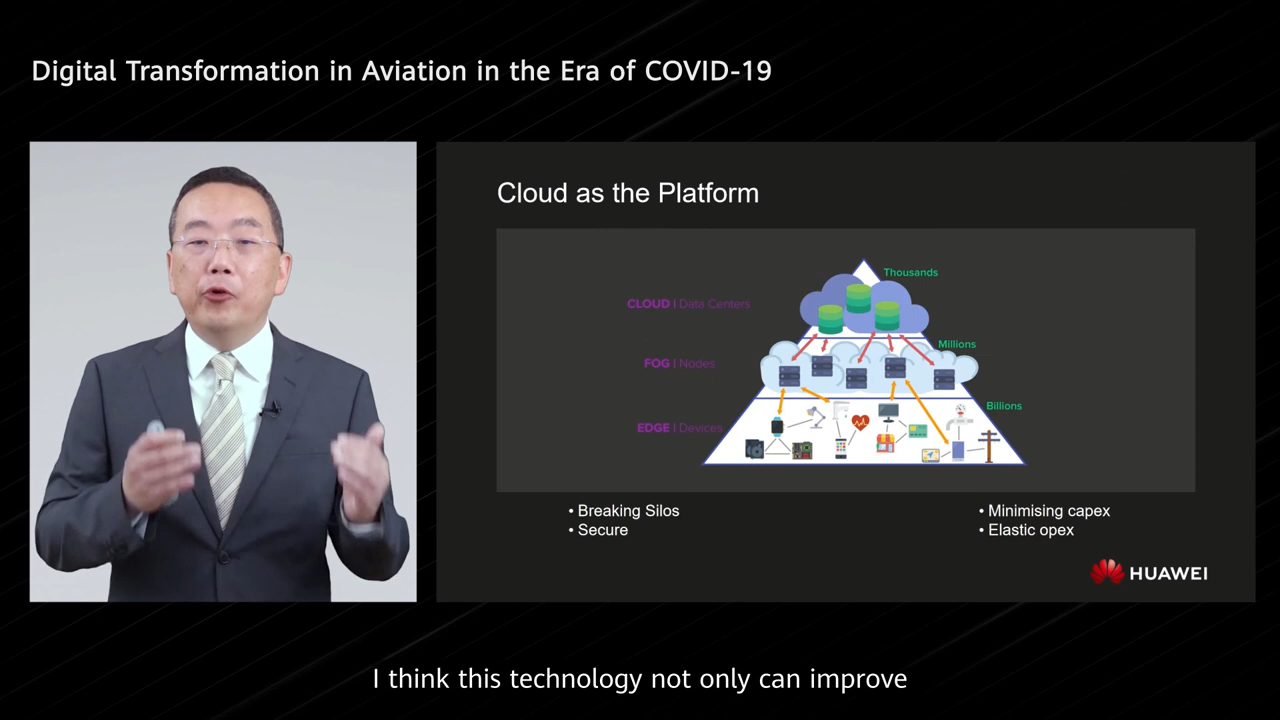 Digital Transformation in Aviation in the Era of COVID-19
Cloud as the Platform
Thousands
CLOUD | Data Centers
Millions
FOG | Nodes
Billions
EDGE | Devices
• Breaking Silos
• Secure
• Minimising capex
• Elastic opex
HUAWEI
I think this technology not only can improve